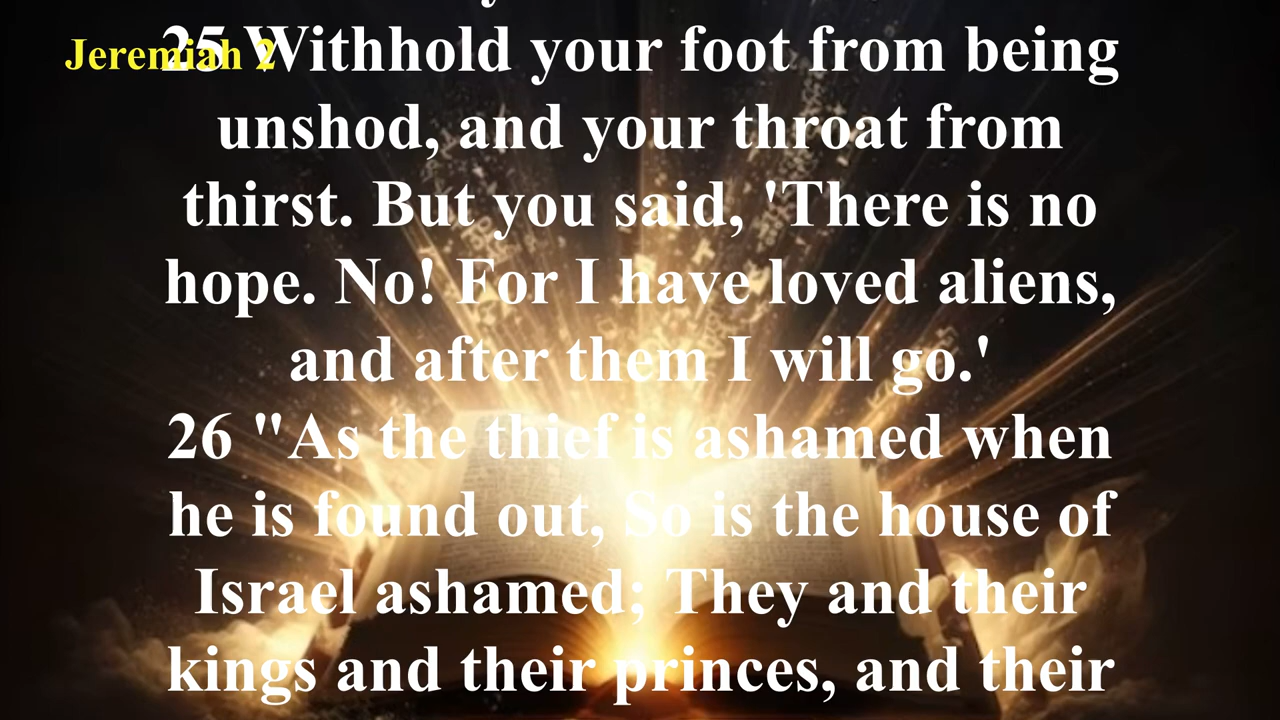 Jeremiah 2
25 Withhold your foot from being
unshod, and your throat from
thirst. But you said, 'There is no
hope. No! For I have loved aliens,
and after them I will go.'
26 "As the thief is ashamed when
he is found out, So is the house of
Israel ashamed; They and their
kings and their princes, and their